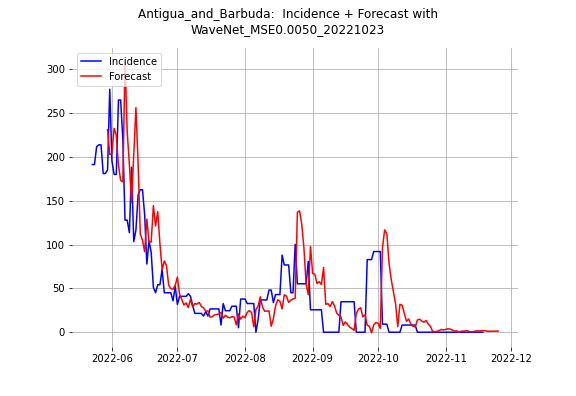 Antigua_and_Barbuda:  Incidence + Forecast with
WaveNet_MSE0.0050_20221023
Incidence
Forecast
300
250
200
150
100
50
0
2022-06 2022-07 2022-08 2022-09 2022-10 2022-11 2022-12